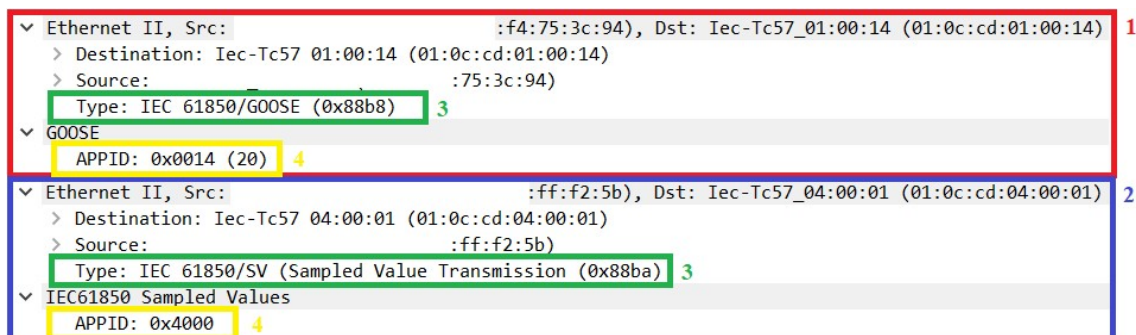 Ethernet II, Src: :f4:75:3c:94), Dst: Iec-Tc57_01:00:14 (01:0c:cd:01:00:14) 1
Destination: Iec-Tc57 01:00:14 (01:0c:cd:01:00:14)
Source: :75:3c:94)
Type: IEC 61850/GOOSE (0x88b8) 3
GOOSE
APPID: 0x0014 (20) 4
Ethernet II, Src: :ff:f2:5b), Dst: Iec-Tc57_04:00:01 (01:0c:cd:04:00:01) 2
Destination: Iec-Tc57 04:00:01 (01:0c:cd:04:00:01)
Source: :ff:f2:5b)
Type: IEC 61850/SV (Sampled Value Transmission (0x88ba) 3
IEC61850 Sampled Values
APPID: 0x4000 4